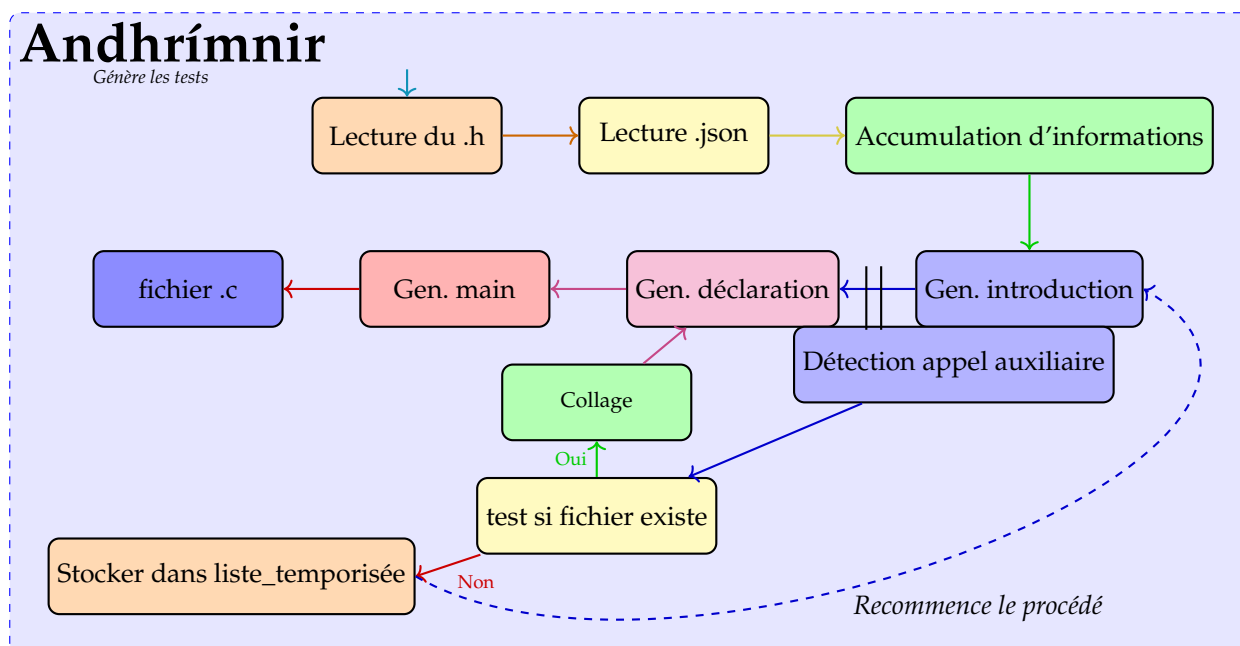 Andhrímnir
Génère les tests
Lecture du .h
Lecture .json
Accumulation d'informations
fichier .c
Gen. main
Gen. déclaration
Gen. introduction
Détection appel auxiliaire
Collage
Oui
test si fichier existe
Stocker dans liste_temporisée
Non
Recommence le procédé